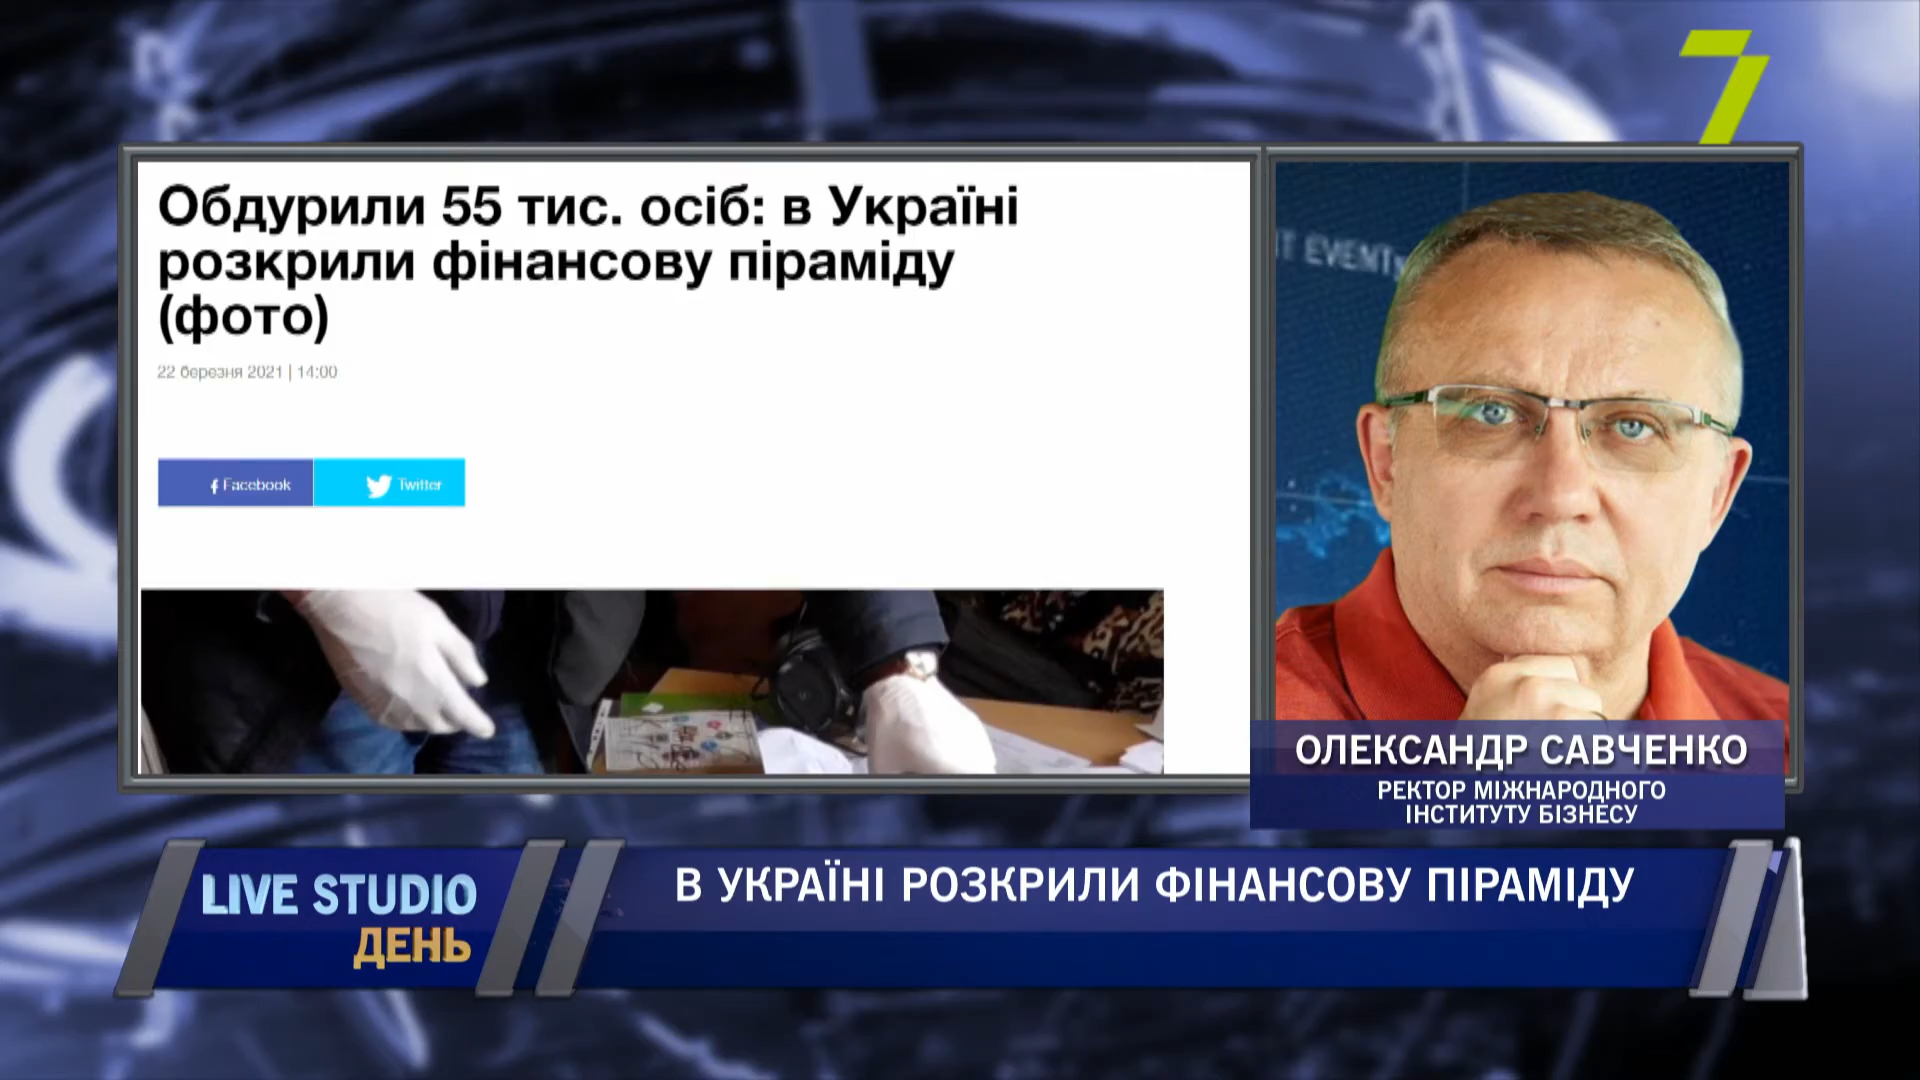 7
Обдурили 55 тис. осіб: в Україні
розкрили фінансову піраміду
(фото)
22 березня 2021 | 14:00
Facebook
Twitter
T EVENTs
ОЛЕКСАНДР САВЧЕНКО
РЕКТОР МІЖНАРОДНОГО
ІНСТИТУТУ БІЗНЕСУ
LIVE STUDIO
ДЕНЬ
В УКРАЇНІ РОЗКРИЛИ ФІНАНСОВУ ПІРАМІДУ